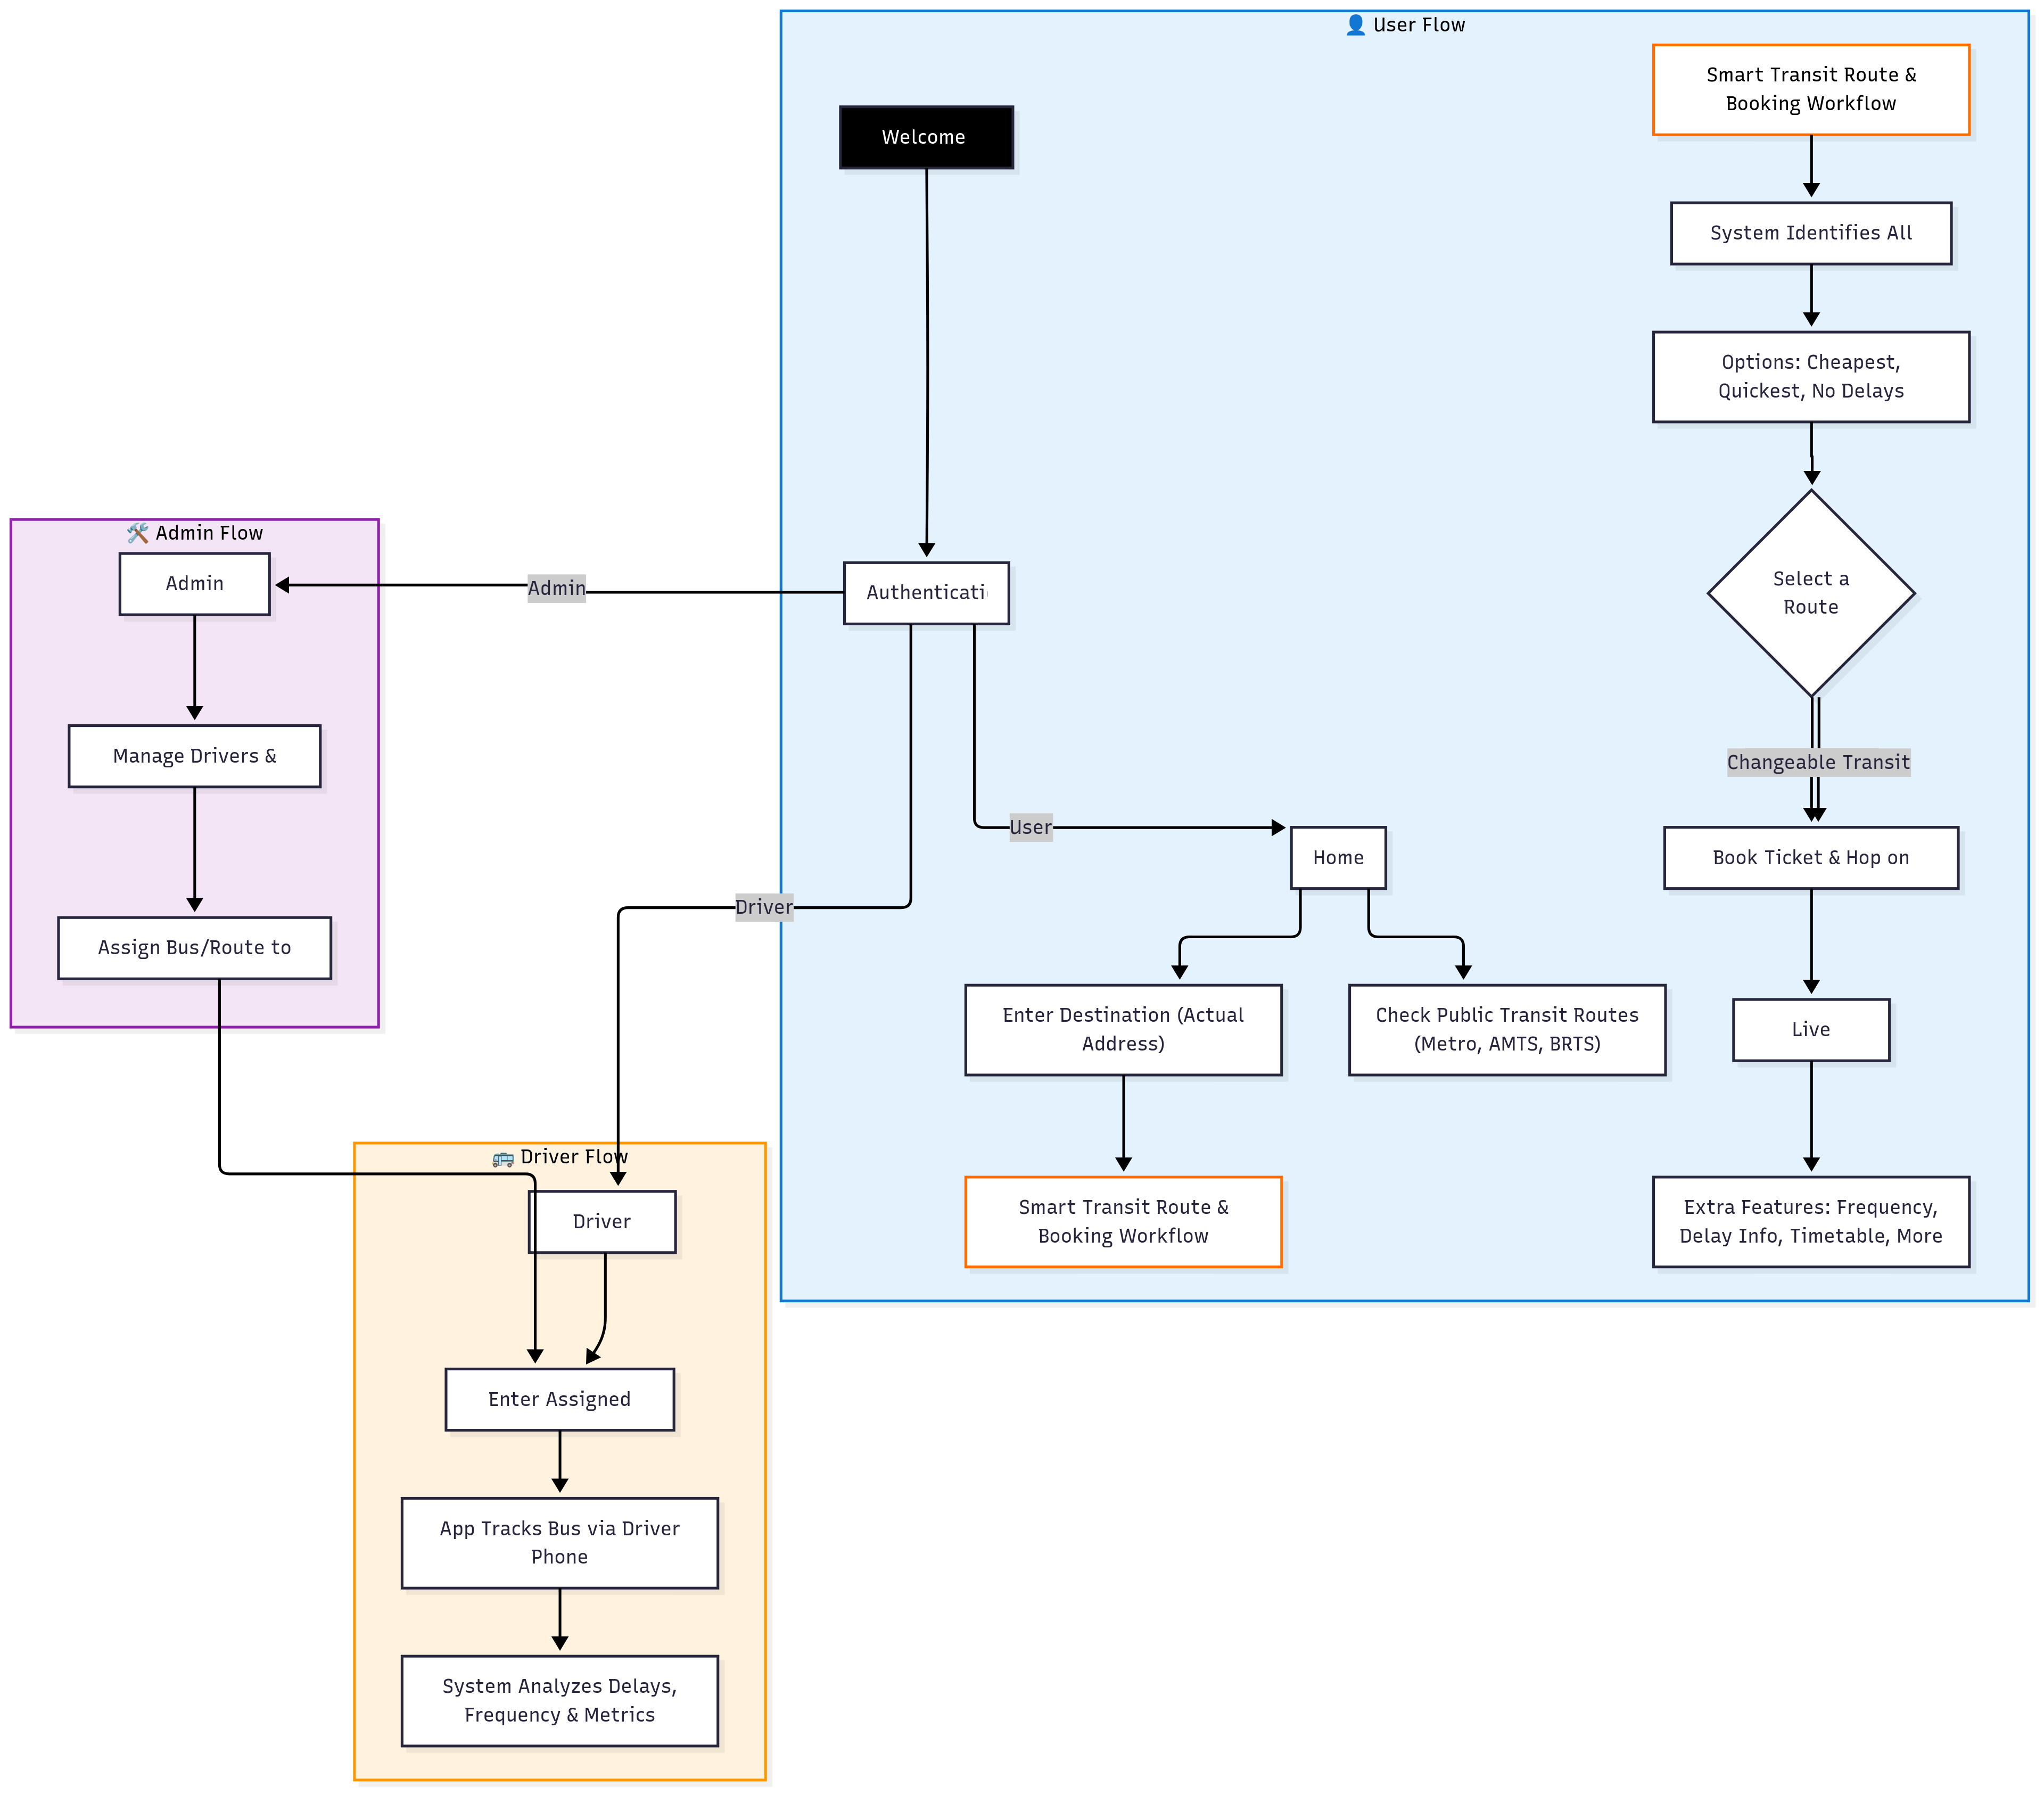 👤 User Flow
Smart Transit Route &
Booking Workflow
Welcome
System Identifies All
Options: Cheapest,
Quickest, No Delays
🛠️ Admin Flow
Admin
Admin
Authenticati
Select a
Route
Manage Drivers &
Changeable Transit
User
Home
Book Ticket & Hop on
Driver
Assign Bus/Route to
Enter Destination (Actual
Address)
Check Public Transit Routes
(Metro, AMTS, BRTS)
Live
🚌 Driver Flow
Driver
Smart Transit Route &
Booking Workflow
Extra Features: Frequency,
Delay Info, Timetable, More
Enter Assigned
App Tracks Bus via Driver
Phone
System Analyzes Delays,
Frequency & Metrics